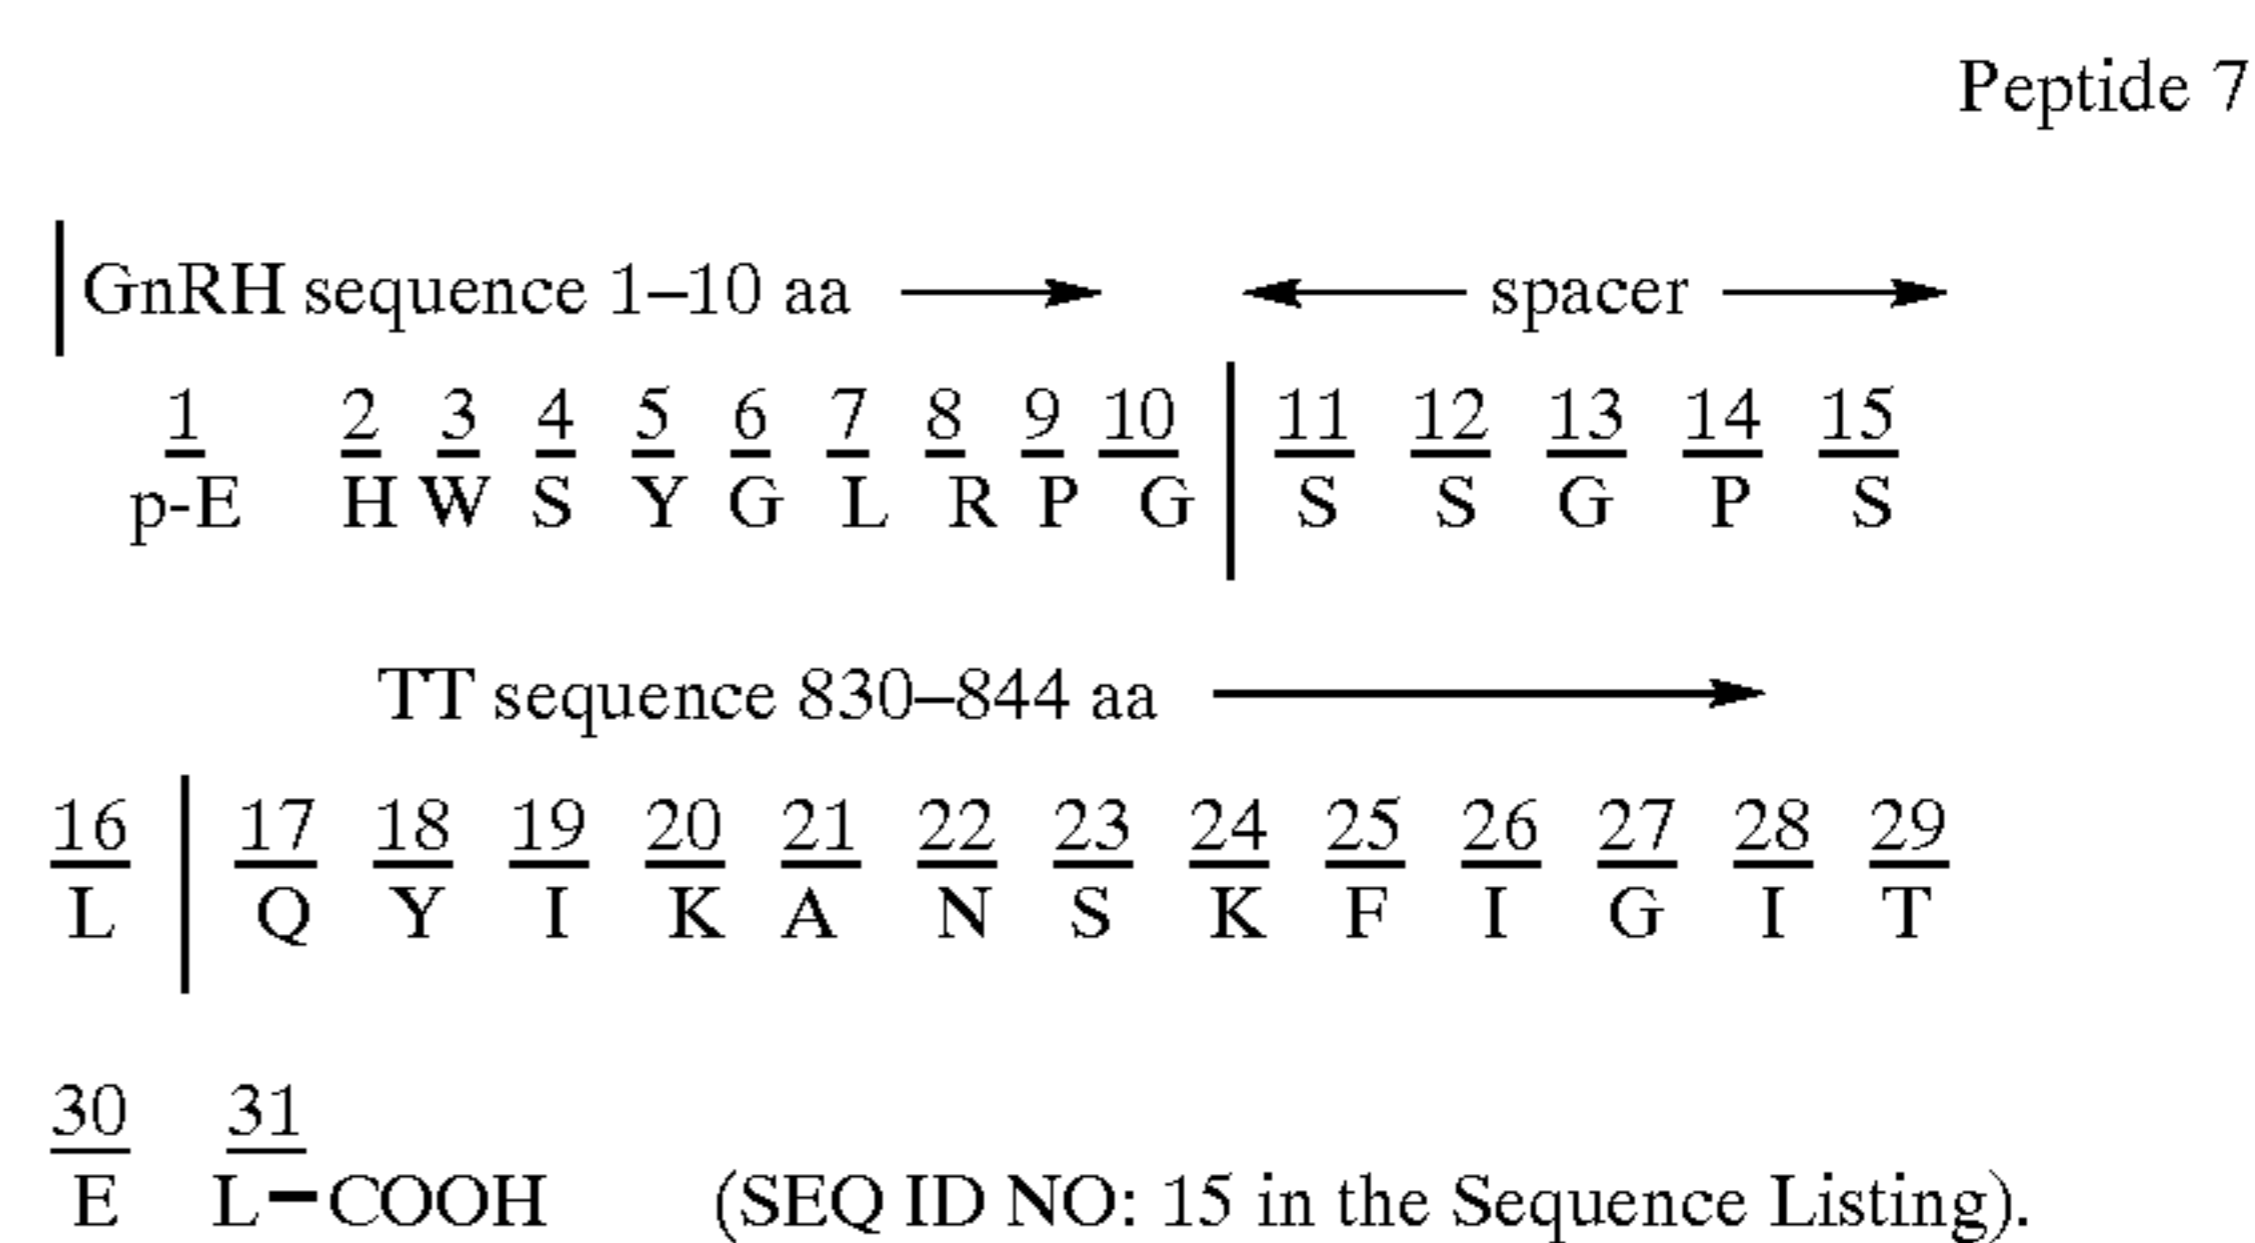 Peptide 7
GnRH sequence 1–10 aa spacer
1 2 3 4 5 6 7 8 9 10 11 12 13 14 15
p-E H W S Y G L R P G S S G P S
TT sequence 830–844 aa
16 17 18 19 20 21 22 23 24 25 26 27 28 29
L Q Y I K A N S K F I G I T
30 31
E L–COOH (SEQ ID NO: 15 in the Sequence Listing).